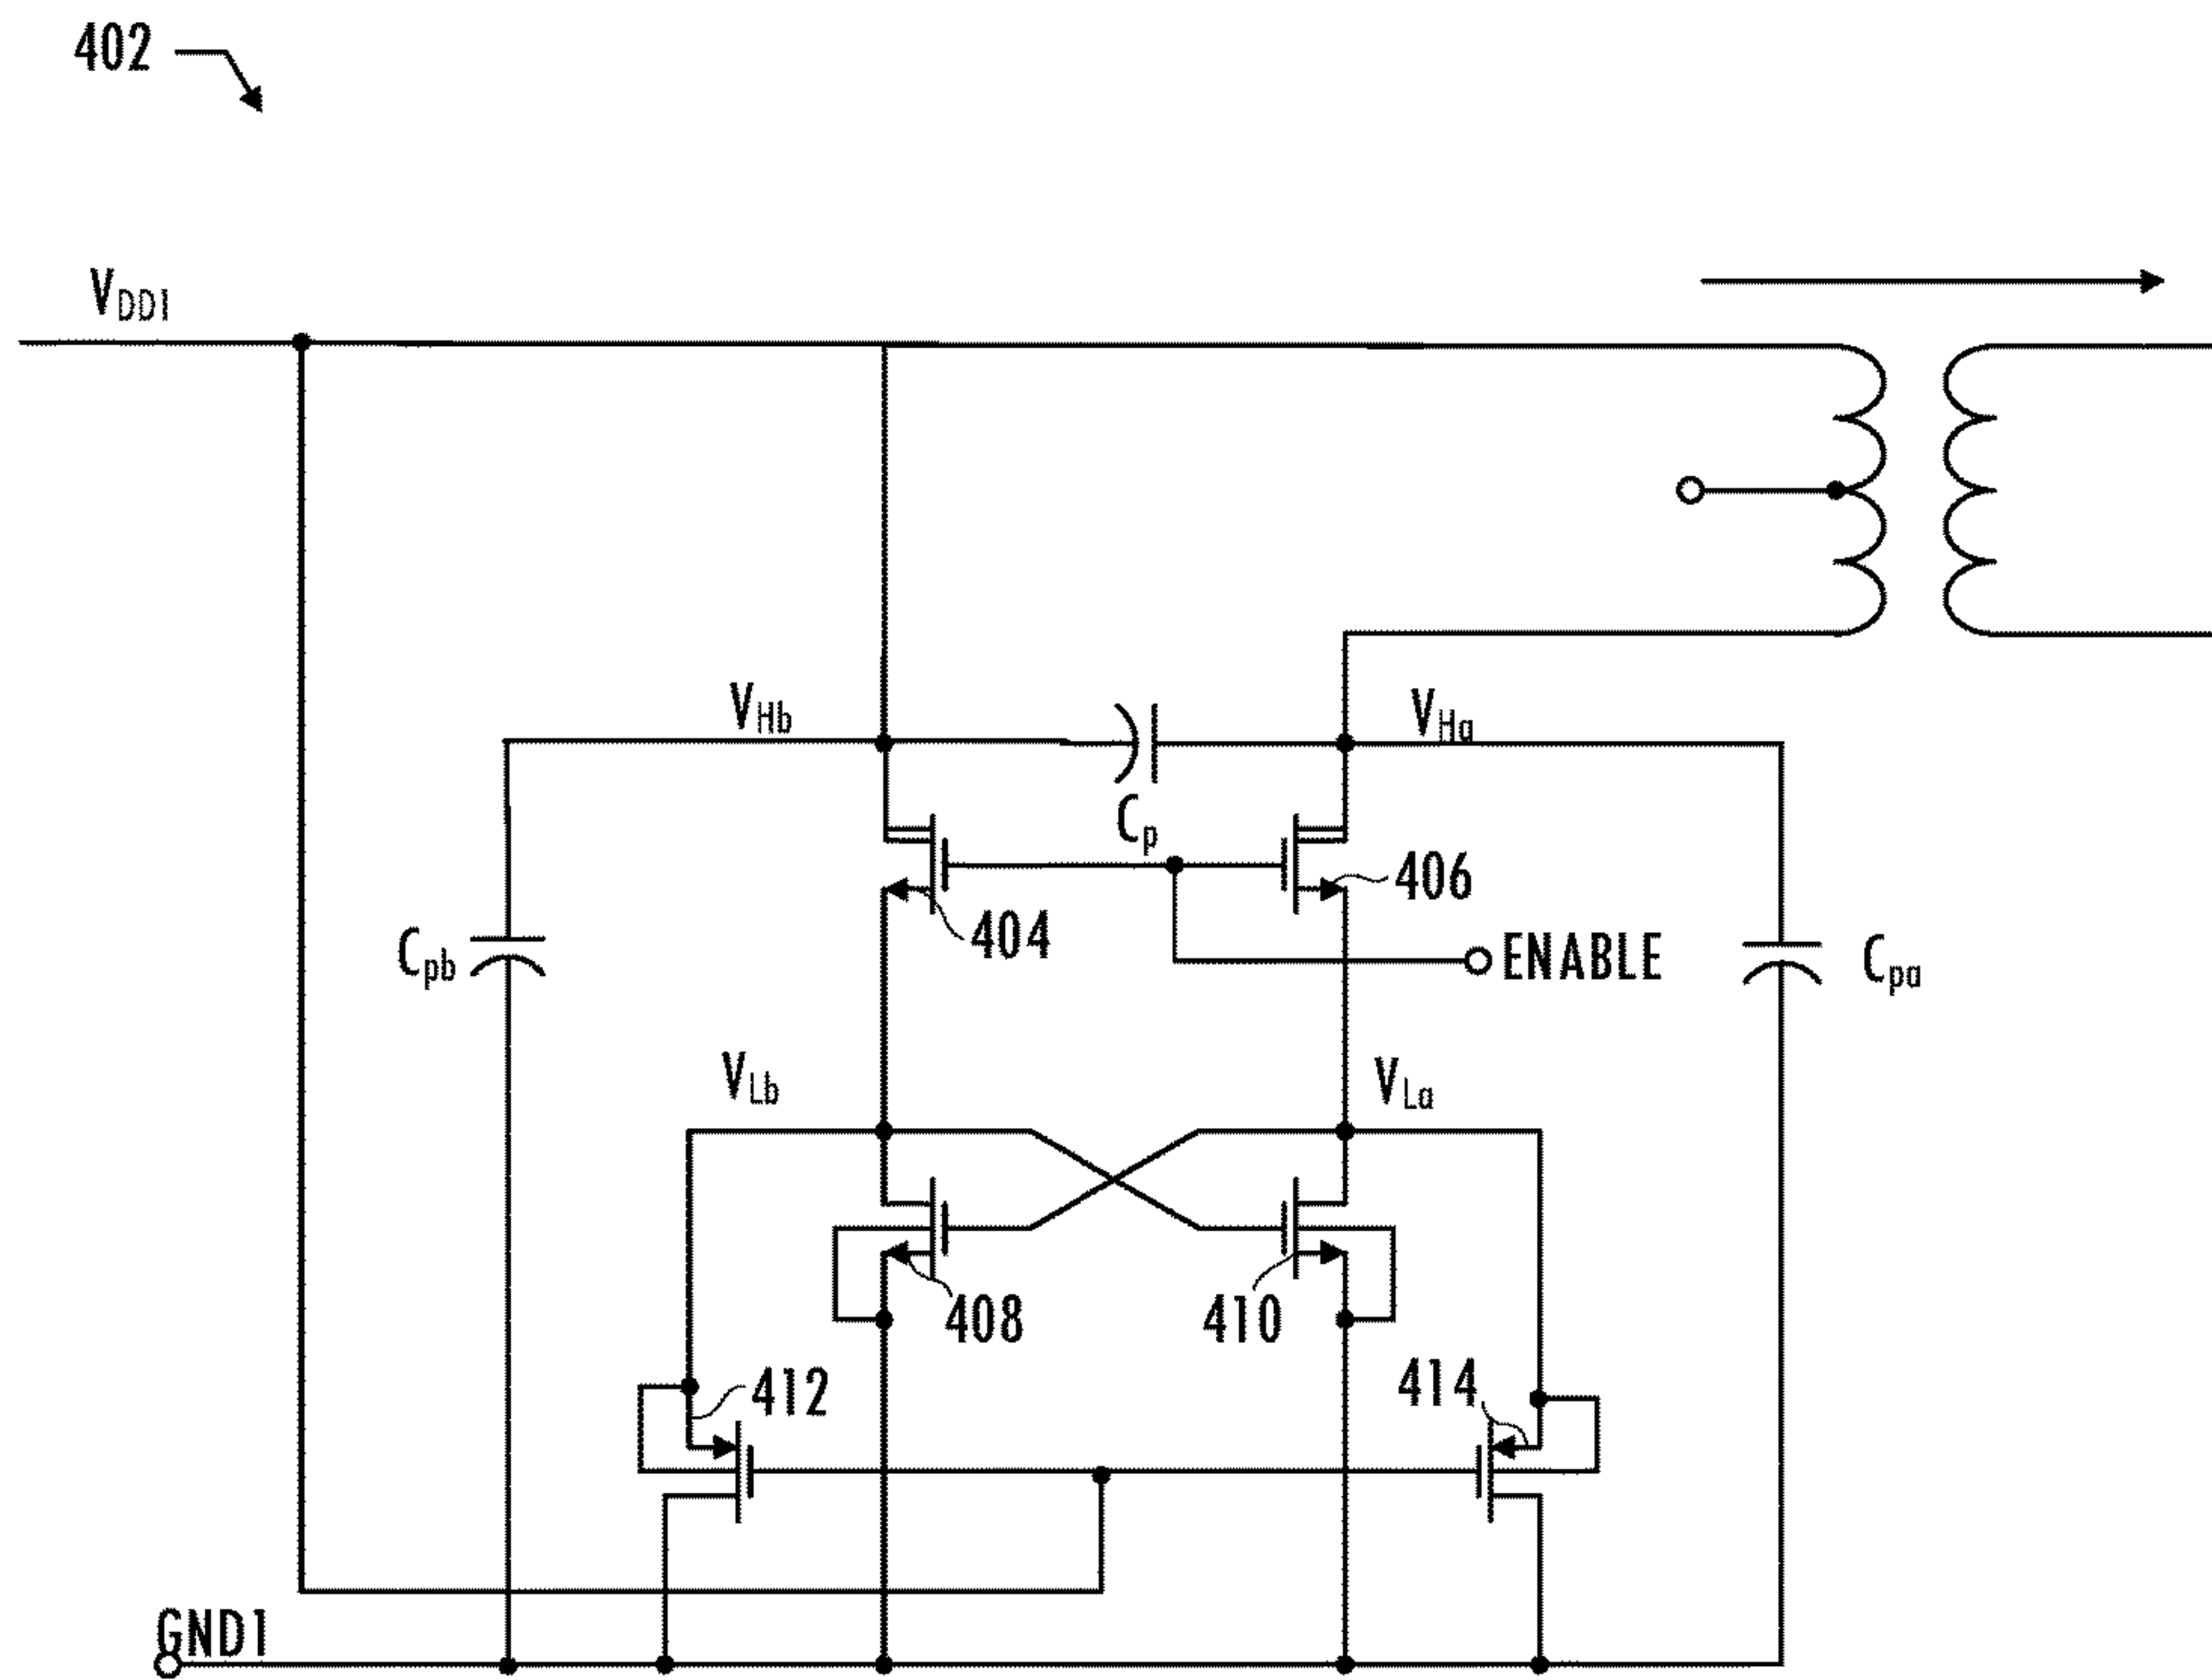 402
VDD1
VHb
VHa
Cp
406
404
ENABLE
Cpb
Cpa
VLb
VLa
408
410
412
414
GND1